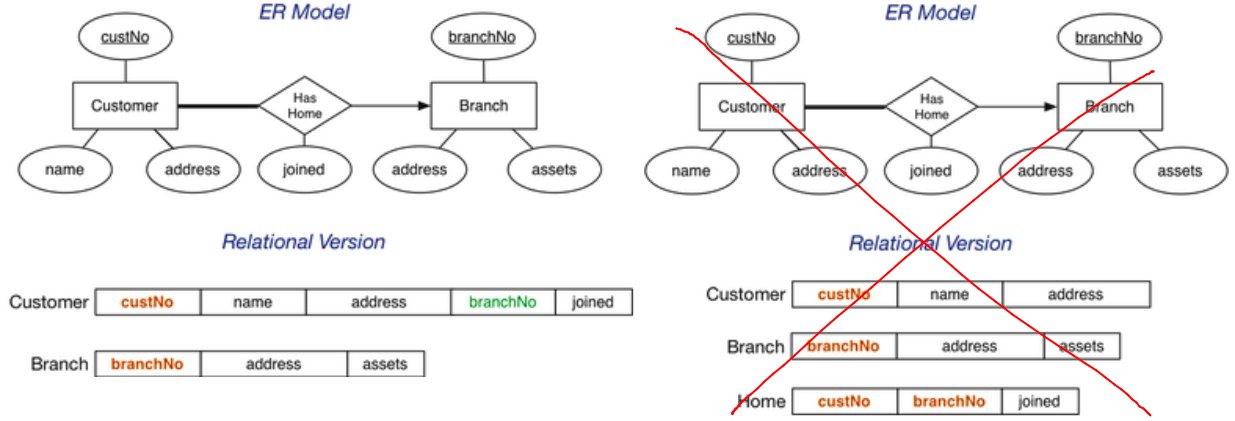 ER Model
custNo
branchNo
Customer
Has
Home
Branch
name
address
joined
address
assets
Relational Version
Customer custNo name address branchNo joined
Branch branchNo address assets
ER Model
custNo
branchNo
Customer
Has
Home
Branch
name
address
joined
address
assets
Relational Version
Customer custNo name address
Branch branchNo address assets
Home custNo branchNo joined